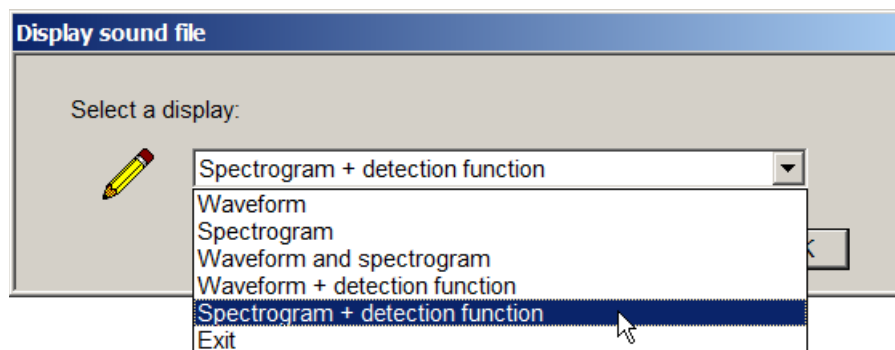 Display sound file
Select a display:
Spectrogram + detection function
Waveform
Spectrogram
Waveform and spectrogram
Waveform + detection function
Spectrogram + detection function
Exit